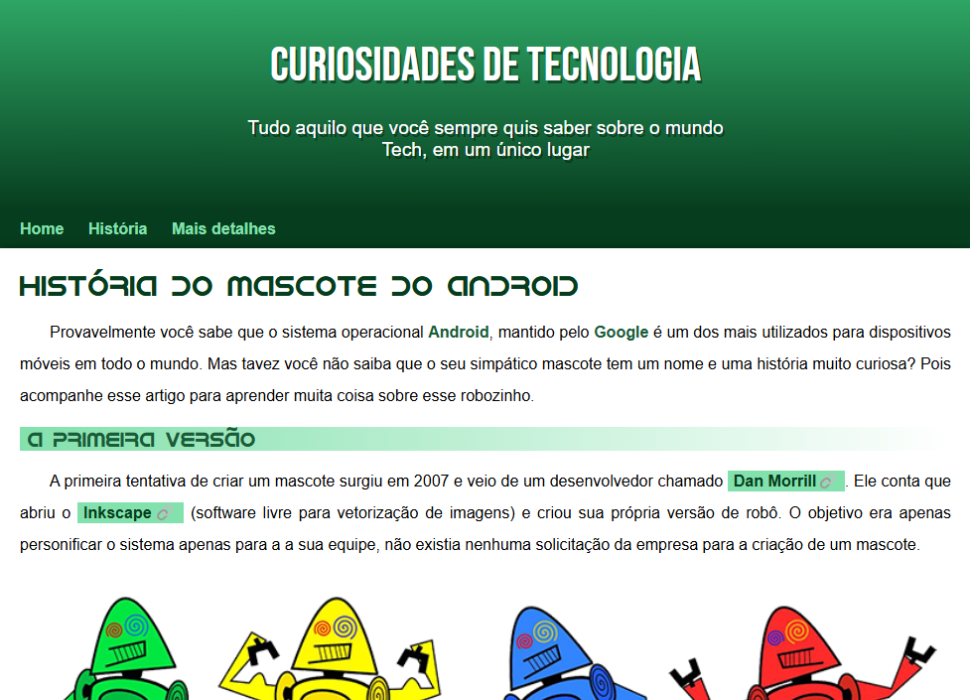 CURIOSIDADES DE TECNOLOGIA
Tudo aquilo que você sempre quis saber sobre o mundo
Tech, em um único lugar
Home História Mais detalhes
HISTÓRIA DO MASCOTE DO ANDROID
Provavelmente você sabe que o sistema operacional Android, mantido pelo Google é um dos mais utilizados para dispositivos
móveis em todo o mundo. Mas tavez você não saiba que o seu simpático mascote tem um nome e uma história muito curiosa? Pois
acompanhe esse artigo para aprender muita coisa sobre esse robozinho.
A PRIMEIRA VERSÃO
A primeira tentativa de criar um mascote surgiu em 2007 e veio de um desenvolvedor chamado Dan Morrill. Ele conta que
abriu o Inkscape (software livre para vetorização de imagens) e criou sua própria versão de robô. O objetivo era apenas
personificar o sistema apenas para a a sua equipe, não existia nenhuma solicitação da empresa para a criação de um mascote.